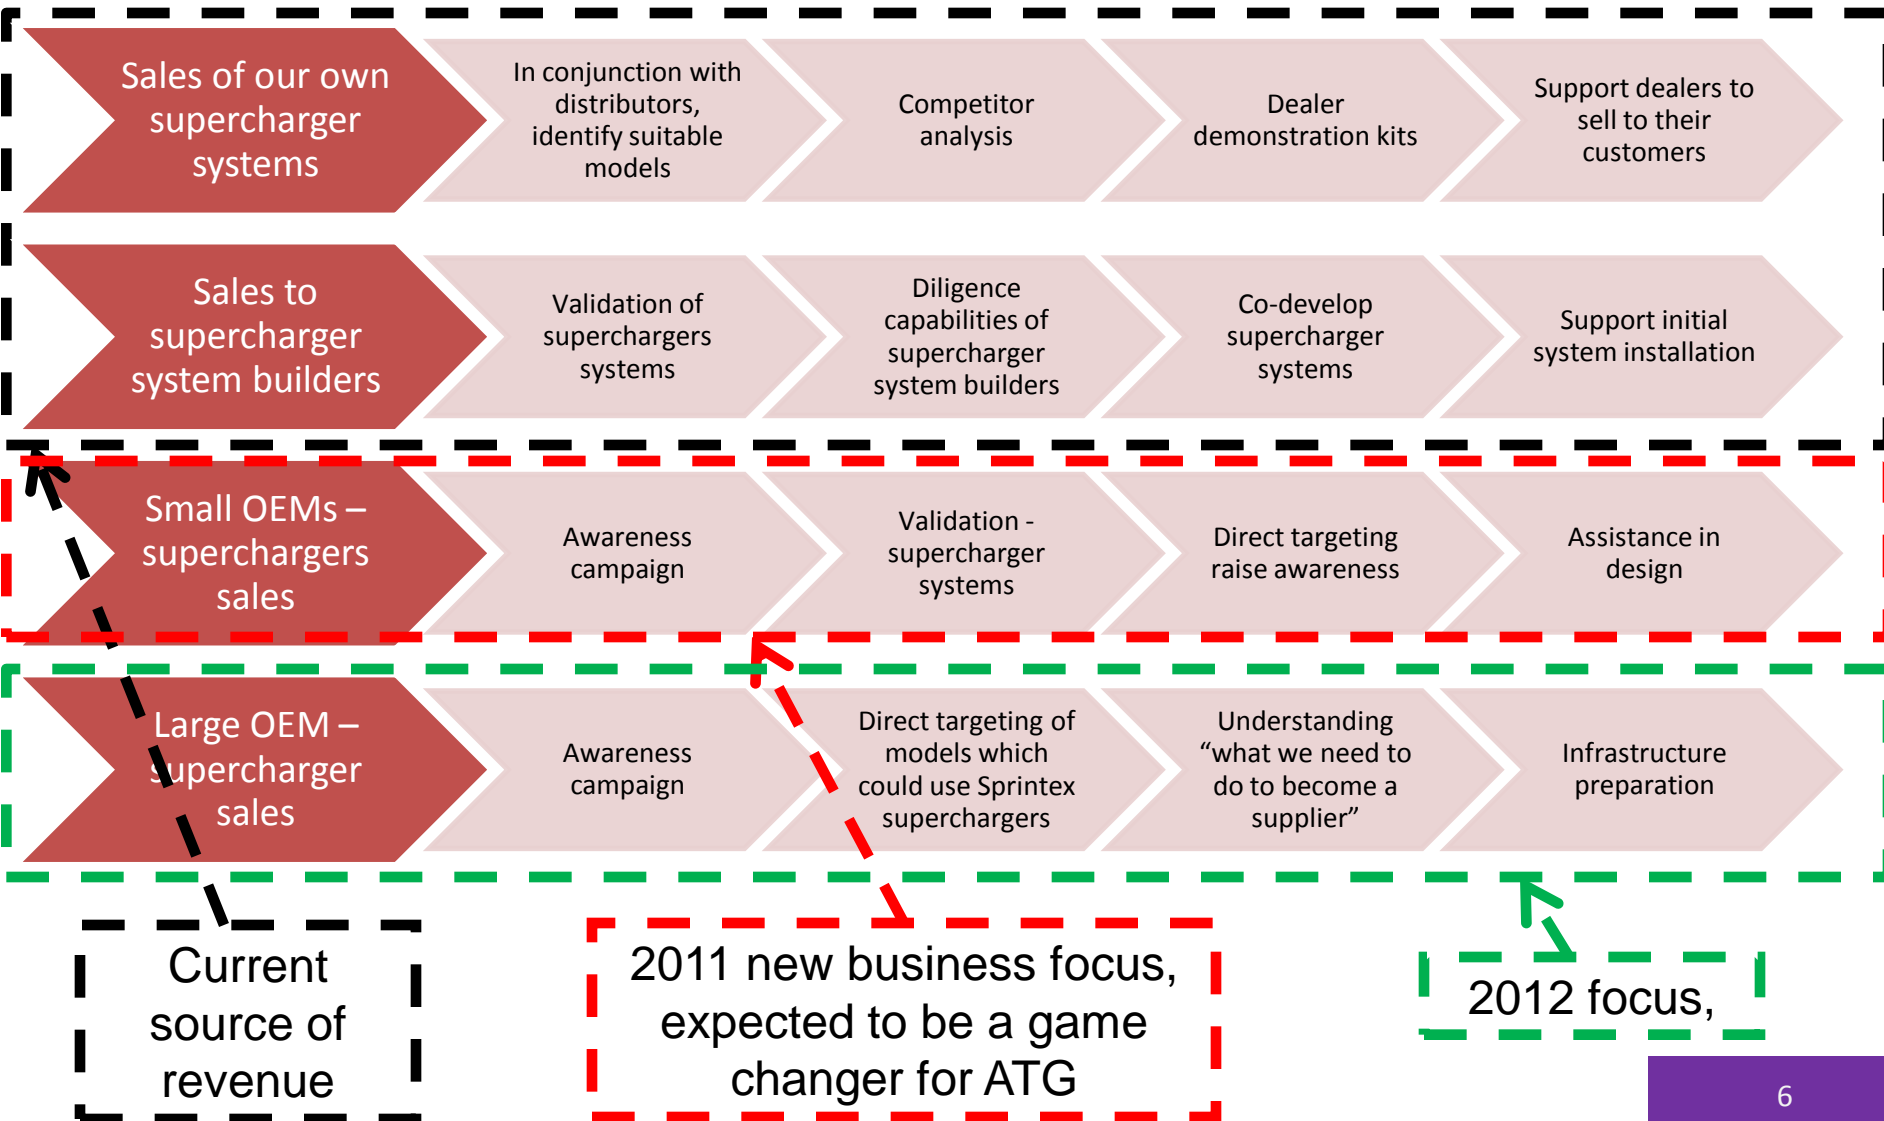 Sales of our own
supercharger
systems
In conjunction with
distributors,
identify suitable
models
Competitor
analysis
Dealer
demonstration kits
Support dealers to
sell to their
customers
Sales to
supercharger
system builders
Validation of
superchargers
systems
Diligence
capabilities of
supercharger
system builders
Co-develop
supercharger
systems
Support initial
system installation
Small OEMs –
superchargers
sales
Awareness
campaign
Validation -
supercharger
systems
Direct targeting
raise awareness
Assistance in
design
Large OEM –
supercharger
sales
Awareness
campaign
Direct targeting of
models which
could use Sprintex
superchargers
Understanding
“what we need to
do to become a
supplier”
Infrastructure
preparation
Current
source of
revenue
2011 new business focus,
expected to be a game
changer for ATG
2012 focus,
6